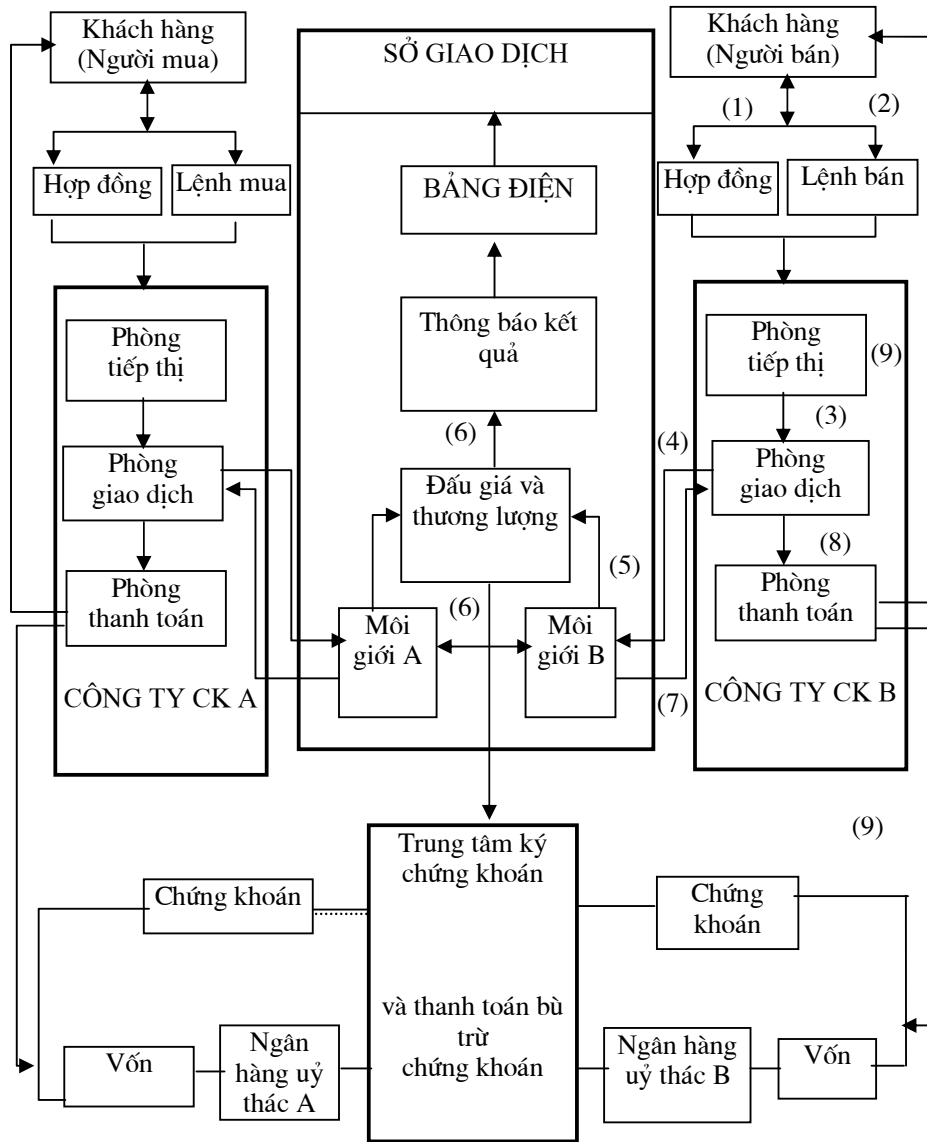 Khách hàng
(Người mua)
SỞ GIAO DỊCH
Khách hàng
(Người bán)
(1)
(2)
Hợp đồng
Lệnh mua
BẢNG ĐIỆN
Hợp đồng
Lệnh bán
Phòng
tiếp thị
Thông báo kết
quả
Phòng
tiếp thị
(9)
(3)
(6)
(4)
Phòng
giao dịch
Đấu giá và
thương lượng
Phòng
giao dịch
(8)
(5)
Phòng
thanh toán
(6)
Phòng
thanh toán
Môi
giới A
Môi
giới B
CÔNG TY CK A
(7)
CÔNG TY CK B
(9)
Trung tâm ký
chứng khoán
Chứng khoán
Chứng
khoán
và thanh toán bù
trừ
chứng khoán
Vốn
Ngân
hàng uỷ
thác A
Ngân hàng
uỷ thác B
Vốn